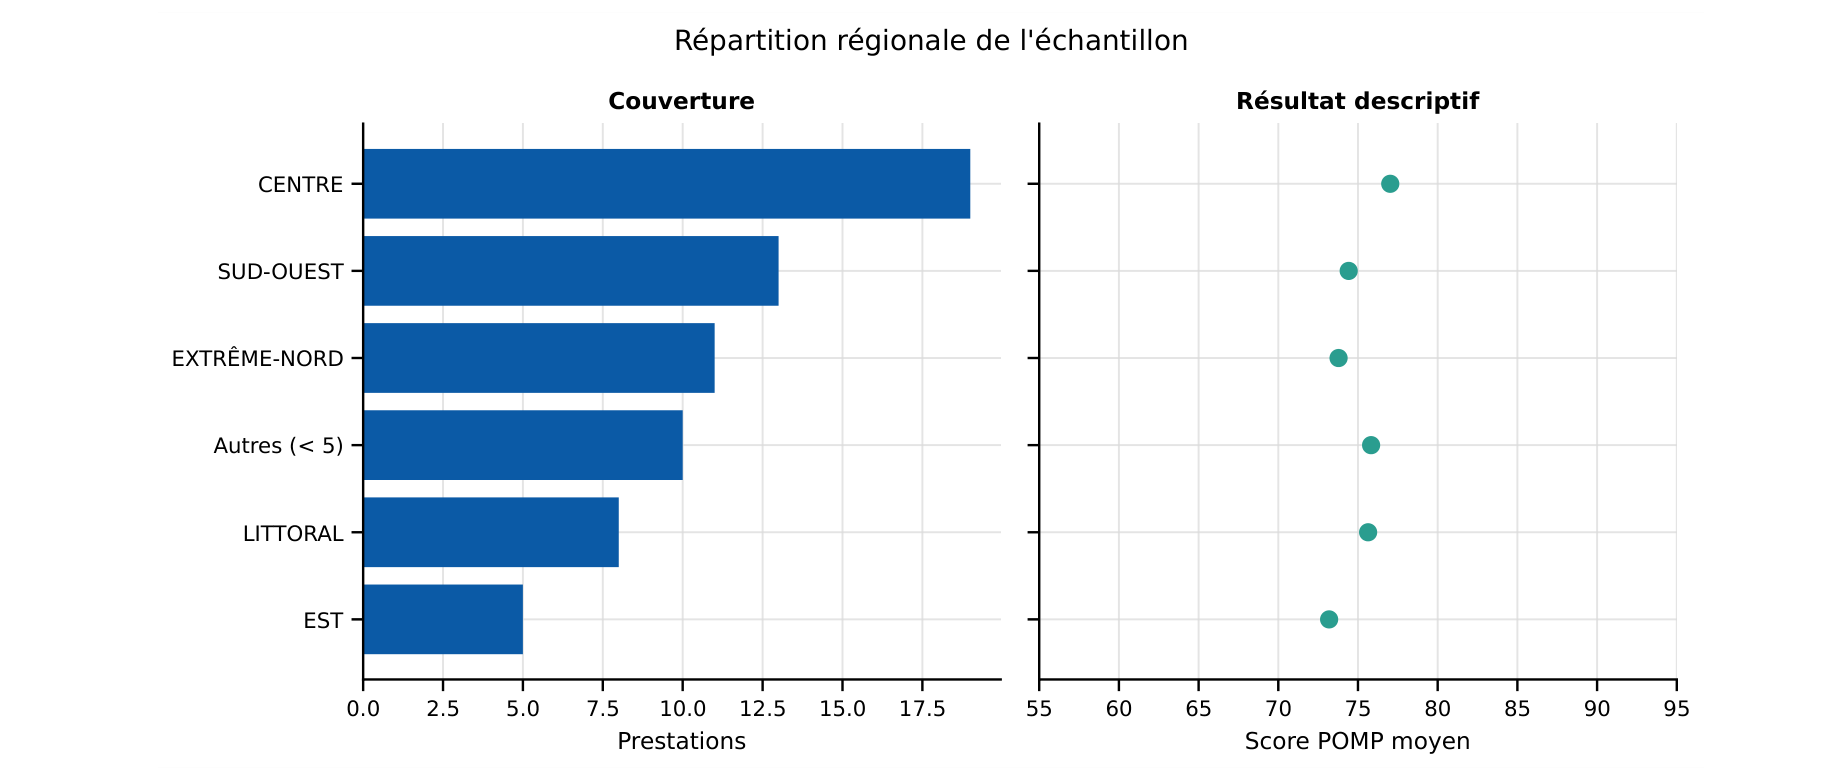 Répartition régionale de l'échantillon
Couverture
Résultat descriptif
CENTRE
SUD-OUEST
EXTRÊME-NORD
Autres (< 5)
LITTORAL
EST
0.0 2.5 5.0 7.5 10.0 12.5 15.0 17.5
55 60 65 70 75 80 85 90 95
Prestations
Score POMP moyen